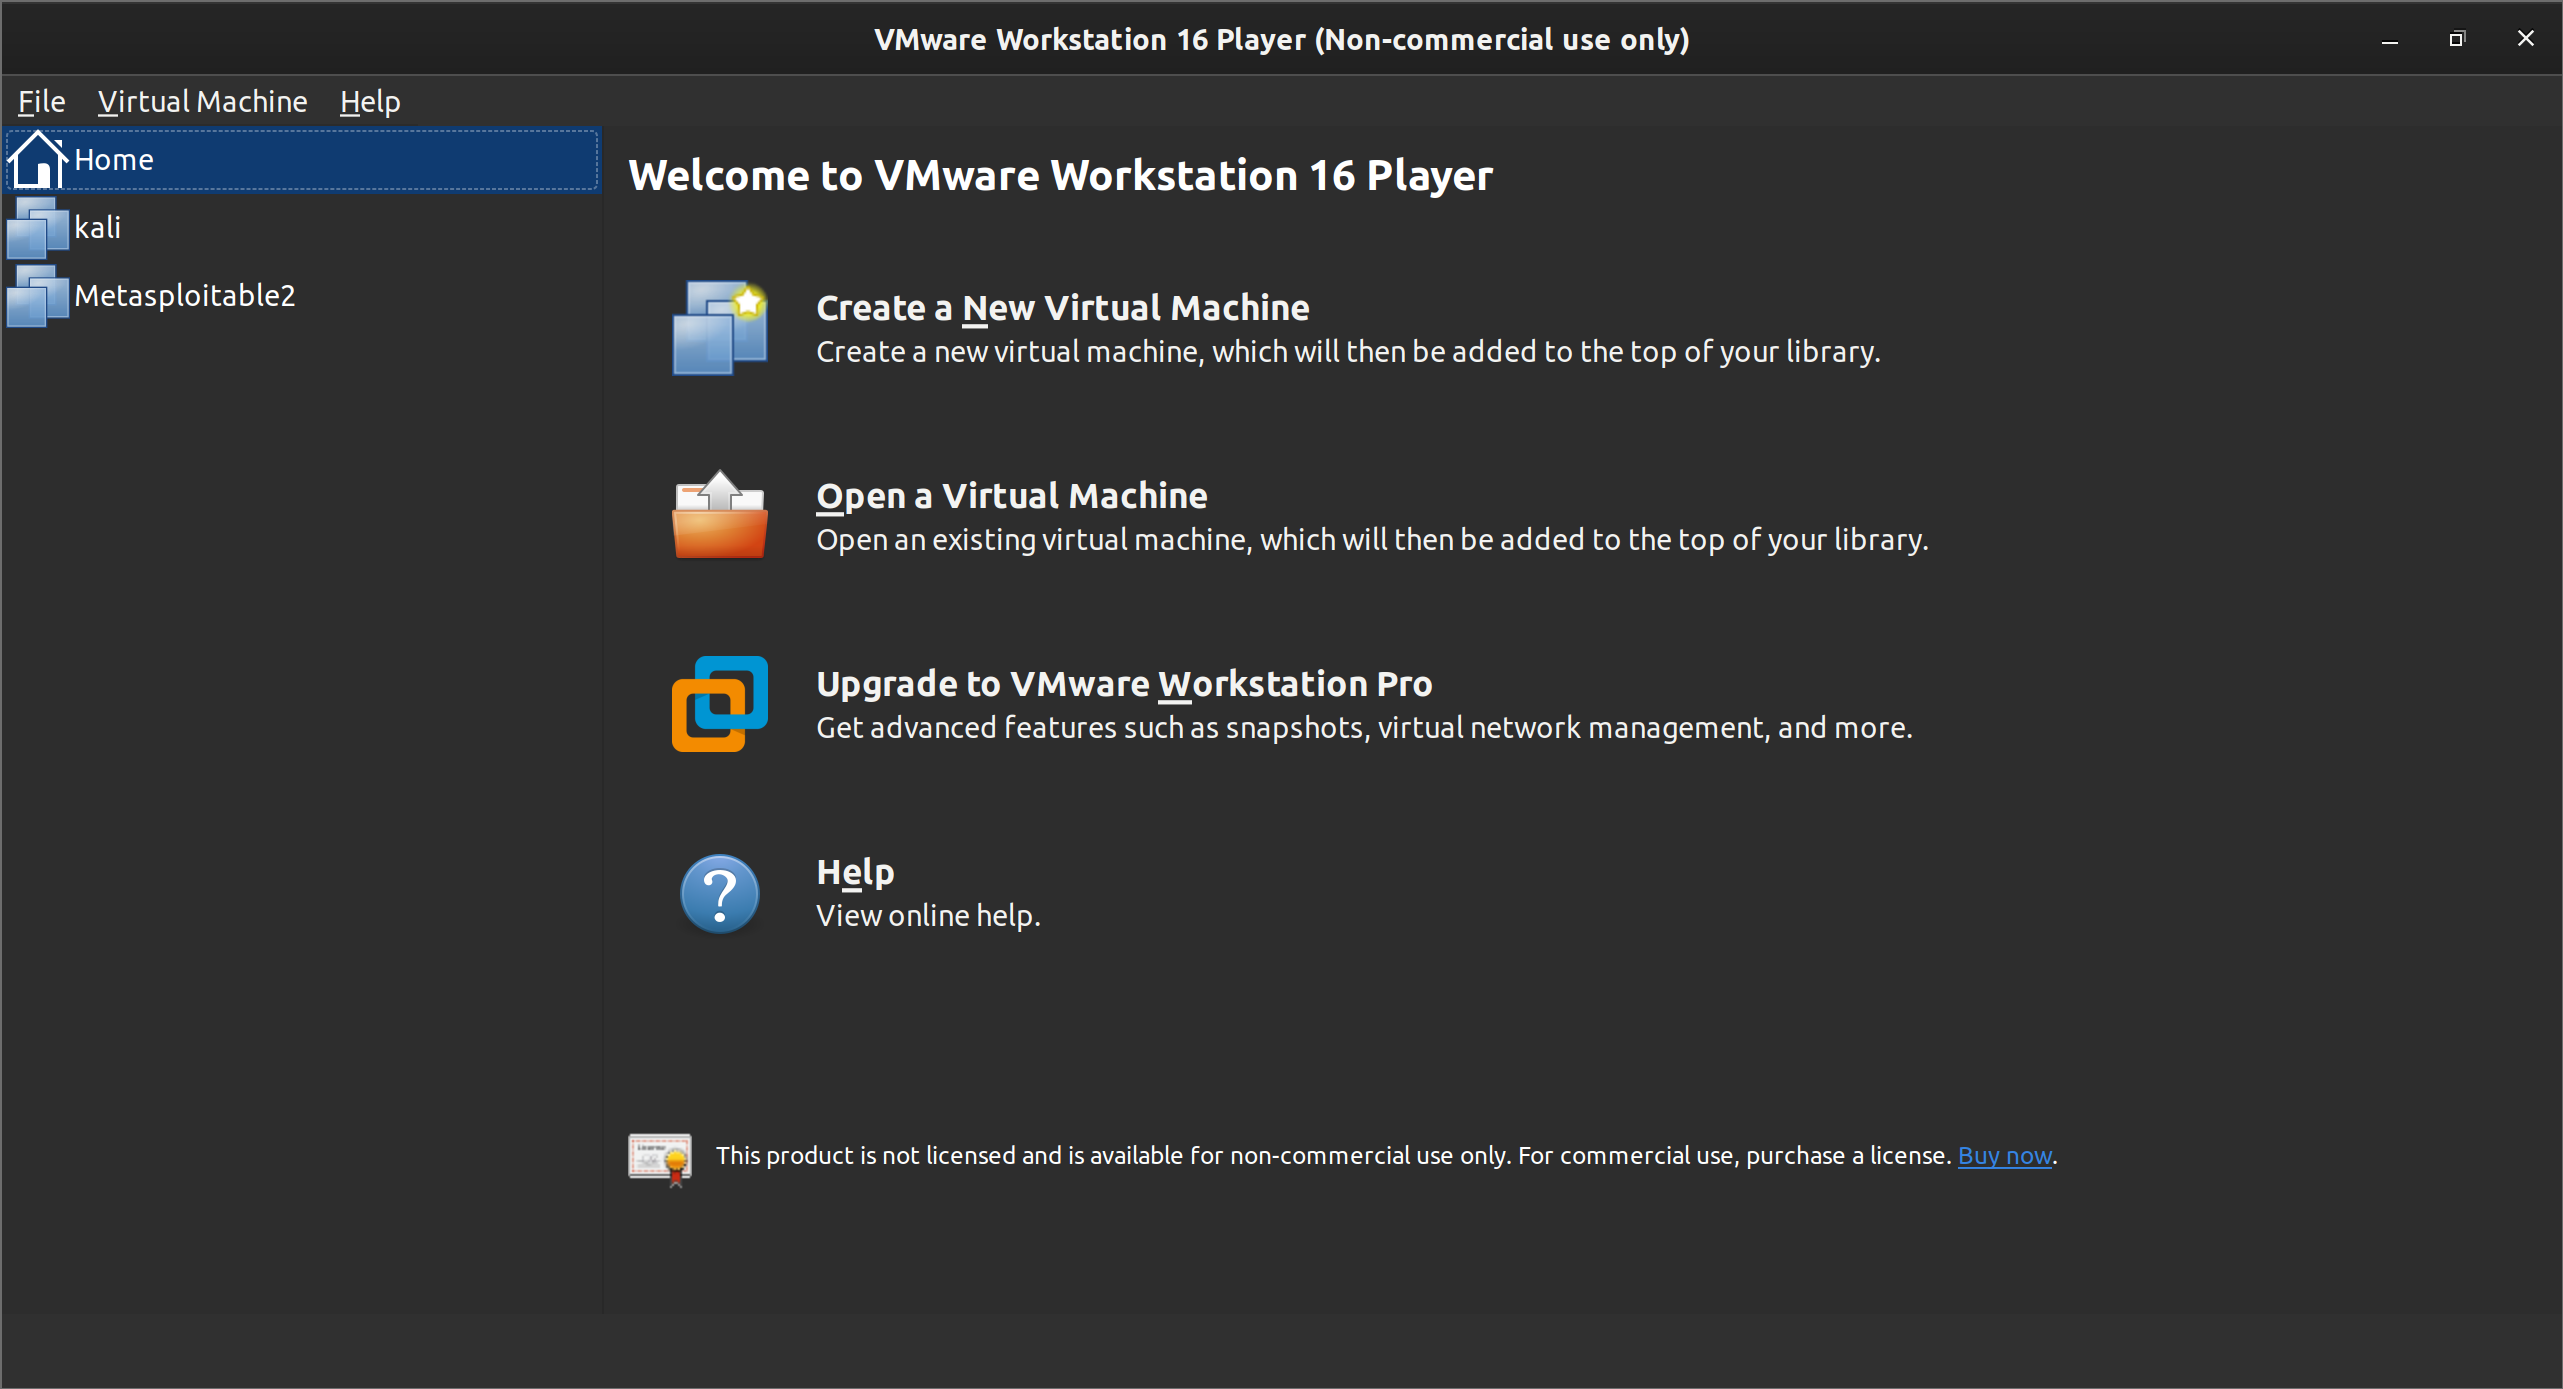 VMware Workstation 16 Player (Non-commercial use only)
File Virtual Machine Help
Home
kali
Metasploitable2
Welcome to VMware Workstation 16 Player
Create a New Virtual Machine
Create a new virtual machine, which will then be added to the top of your library.
Open a Virtual Machine
Open an existing virtual machine, which will then be added to the top of your library.
Upgrade to VMware Workstation Pro
Get advanced features such as snapshots, virtual network management, and more.
Help
View online help.
This product is not licensed and is available for non-commercial use only. For commercial use, purchase a license. Buy now.